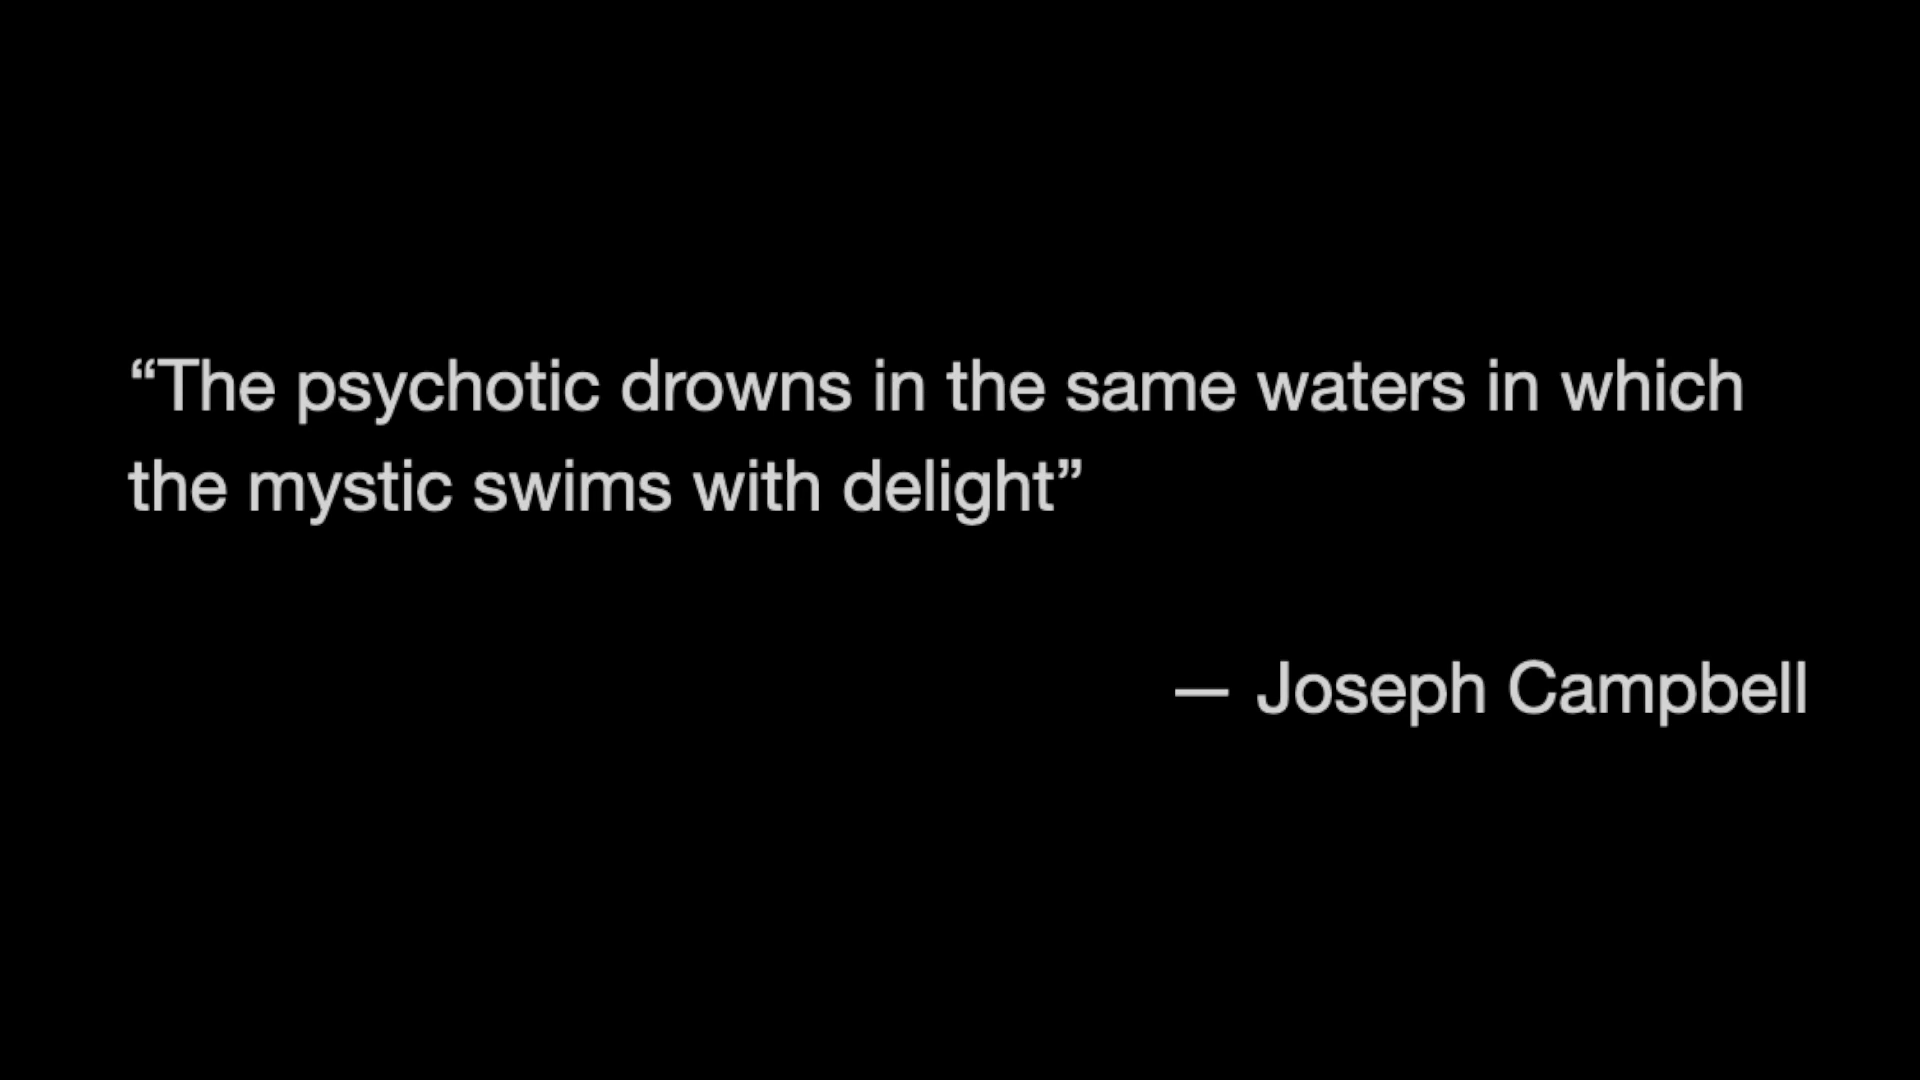 “The psychotic drowns in the same waters in which
the mystic swims with delight”
— Joseph Campbell